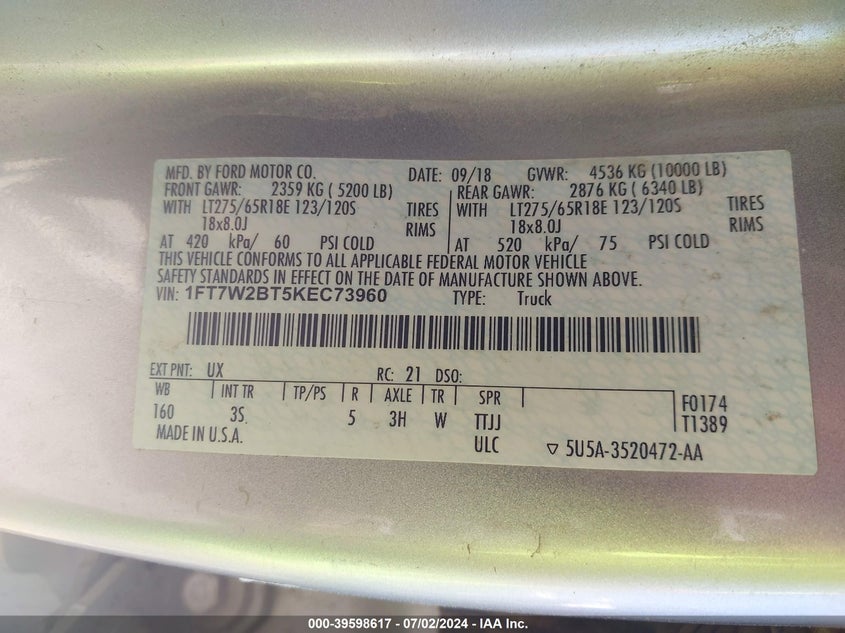 MFD. BY FORD MOTOR CO. DATE: 09/18 GVWR: 4536 KG (10000 LB)
FRONT GAWR: 2359 KG ( 5200 LB) REAR GAWR: 2876 KG ( 6340 LB)
WITH LT275/65R18E 123/120S TIRES WITH LT275/65R18E 123/120S TIRES
18x8.0J RIMS 18x8.0J RIMS
AT 420 kPa/ 60 PSI COLD AT 520 kPa/ 75 PSI COLD
THIS VEHICLE CONFORMS TO ALL APPLICABLE FEDERAL MOTOR VEHICLE
SAFETY STANDARDS IN EFFECT ON THE DATE OF MANUFACTURE SHOWN ABOVE.
VIN: 1FT7W2BT5KEC73960 TYPE: Truck
EXT PNT: UX RC: 21 DSO:
WB INT TR TP/PS R AXLE TR SPR F0174
160 3S 5 3H W TTJJ T1389
MADE IN U.S.A. ULC 5U5A-3520472-AA
000-39598617 - 07/02/2024 - IAA Inc.